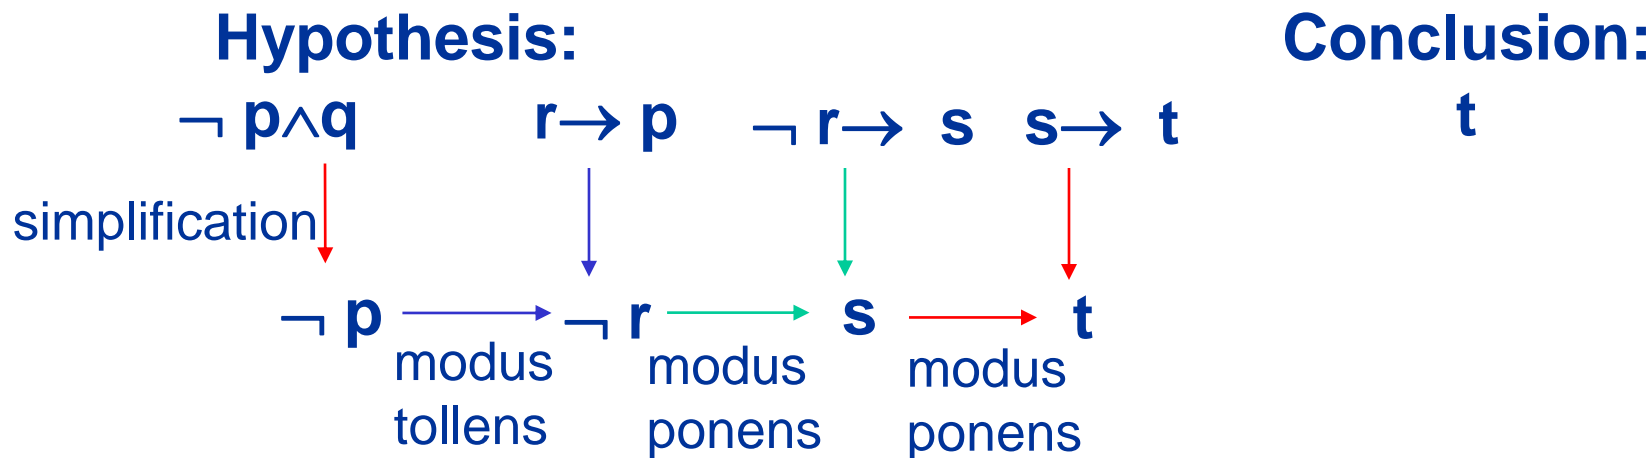 Hypothesis: Conclusion:
¬ p∧q r→ p ¬ r→ s s→ t t
simplification
¬ p ¬ r s t
modus modus modus
tollens ponens ponens